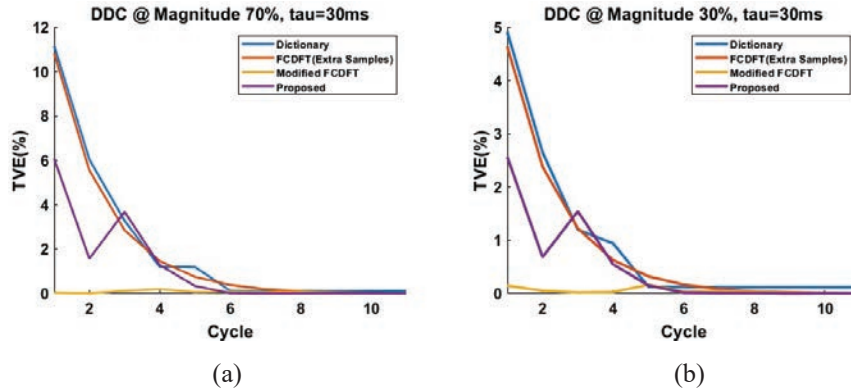 DDC @ Magnitude 70%, tau=30ms
12
10
8
6
4
2
0
TVE(%)
2 4 6 8 10
Cycle
Dictionary
FCDFT(Extra Samples)
Modified FCDFT
Proposed
(a)
DDC @ Magnitude 30%, tau=30ms
5
4
3
2
1
0
TVE(%)
2 4 6 8 10
Cycle
Dictionary
FCDFT(Extra Samples)
Modified FCDFT
Proposed
(b)